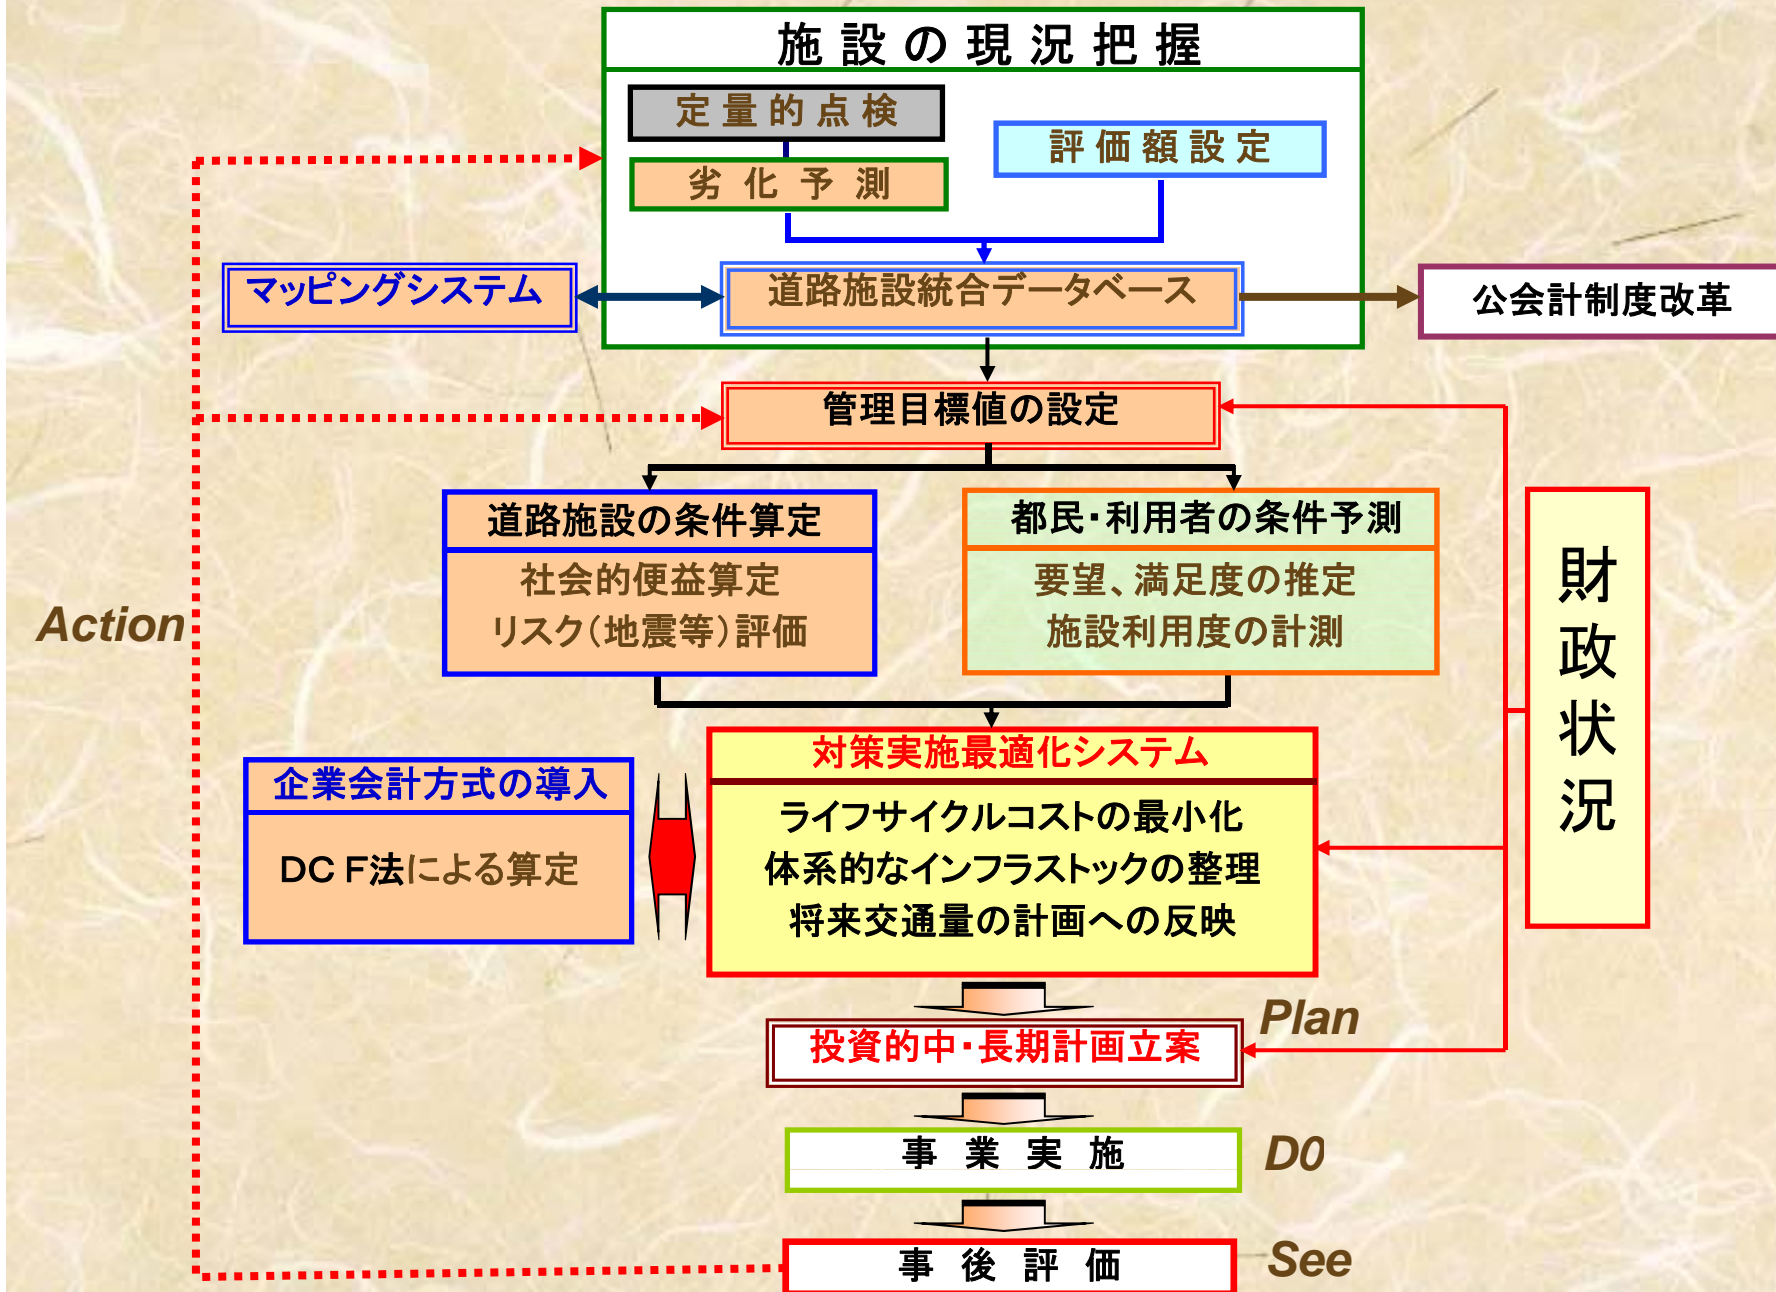 施設の現況把握
定量的点検
評価額設定
劣化予測
マッピングシステム
道路施設統合データベース
公会計制度改革
管理目標値の設定
道路施設の条件算定
社会的便益算定
リスク(地震等)評価
都民・利用者の条件予測
要望、満足度の推定
施設利用度の計測
財政状況
Action
対策実施最適化システム
ライフサイクルコストの最小化
体系的なインフラストックの整理
将来交通量の計画への反映
企業会計方式の導入
DCF法による算定
Plan
投資的中・長期計画立案
事業実施
D0
事後評価
See